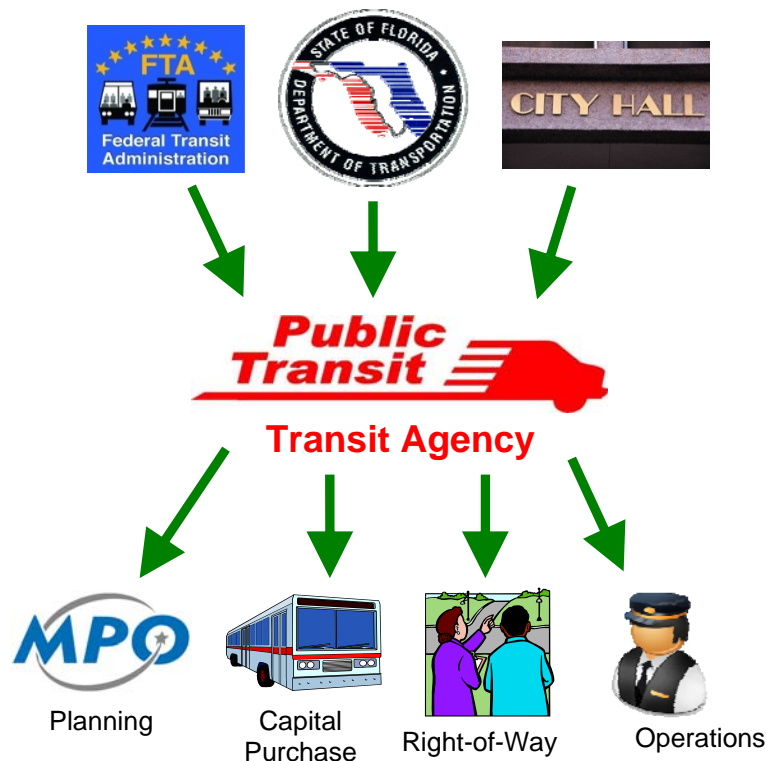 FTA
Federal Transit
Administration
STATE OF FLORIDA
DEPARTMENT OF TRANSPORTATION
CITY HALL
Public
Transit
Transit Agency
MPO
Planning
Capital
Purchase
Right-of-Way
Operations